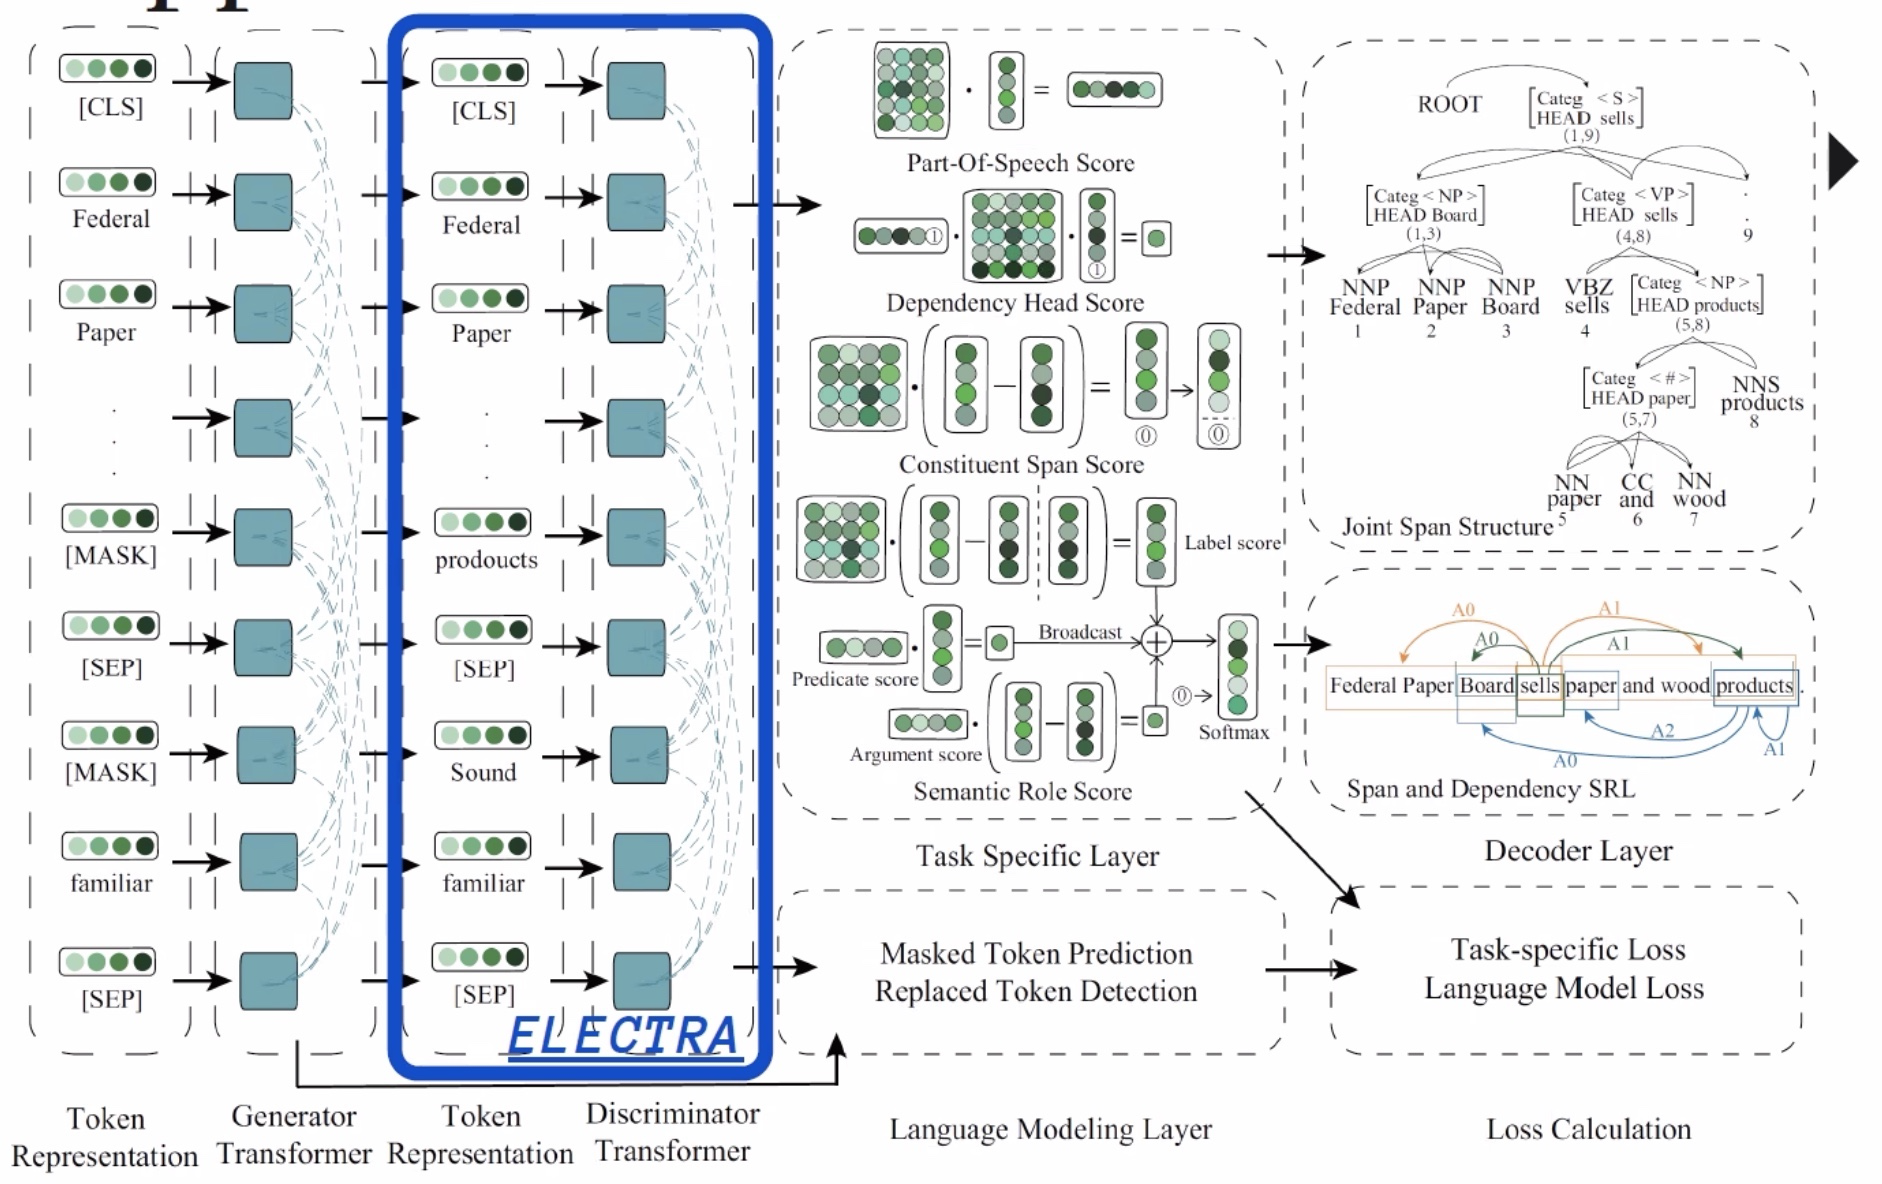 [CLS]
Federal
Paper
.
.
.
[MASK]
[SEP]
[MASK]
familiar
[SEP]
Token
Representation
Generator
Transformer
[CLS]
Federal
Paper
.
.
.
prodoucts
[SEP]
Sound
familiar
[SEP]
ELECTRA
Token
Representation
Discriminator
Transformer
· =
Part-Of-Speech Score
1 · · 1 =
Dependency Head Score
· ( − ) = 0 → 0
Constituent Span Score
· ( − ) = Label score
Predicate score · = Broadcast +
Argument score · ( − ) = 0 → Softmax
Semantic Role Score
Task Specific Layer
Masked Token Prediction
Replaced Token Detection
Language Modeling Layer
ROOT
Categ < S >
HEAD sells
(1,9)
Categ < NP >
HEAD Board
(1,3)
Categ < VP >
HEAD sells
(4,8)
.
.
9
NNP
Federal
1
NNP
Paper
2
NNP
Board
3
VBZ
sells
4
Categ < NP >
HEAD products
(5,8)
Categ < # >
HEAD paper
(5,7)
NNS
products
8
NN
paper
5
CC
and
6
NN
wood
7
Joint Span Structure
A0 A1
A0 A1
Federal Paper Board sells paper and wood products .
A2 A1
A0
Span and Dependency SRL
Decoder Layer
Task-specific Loss
Language Model Loss
Loss Calculation